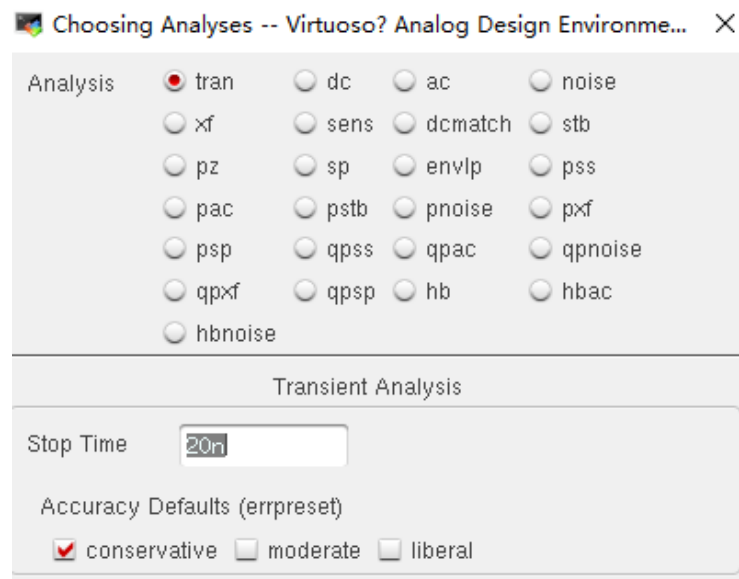 Choosing Analyses -- Virtuoso? Analog Design Environme...
Analysis tran dc ac noise
xf sens dcmatch stb
pz sp envlp pss
pac pstb pnoise pxf
psp qpss qpac qpnoise
qpxf qpsp hb hbac
hbnoise
Transient Analysis
Stop Time 20n
Accuracy Defaults (errpreset)
conservative moderate liberal